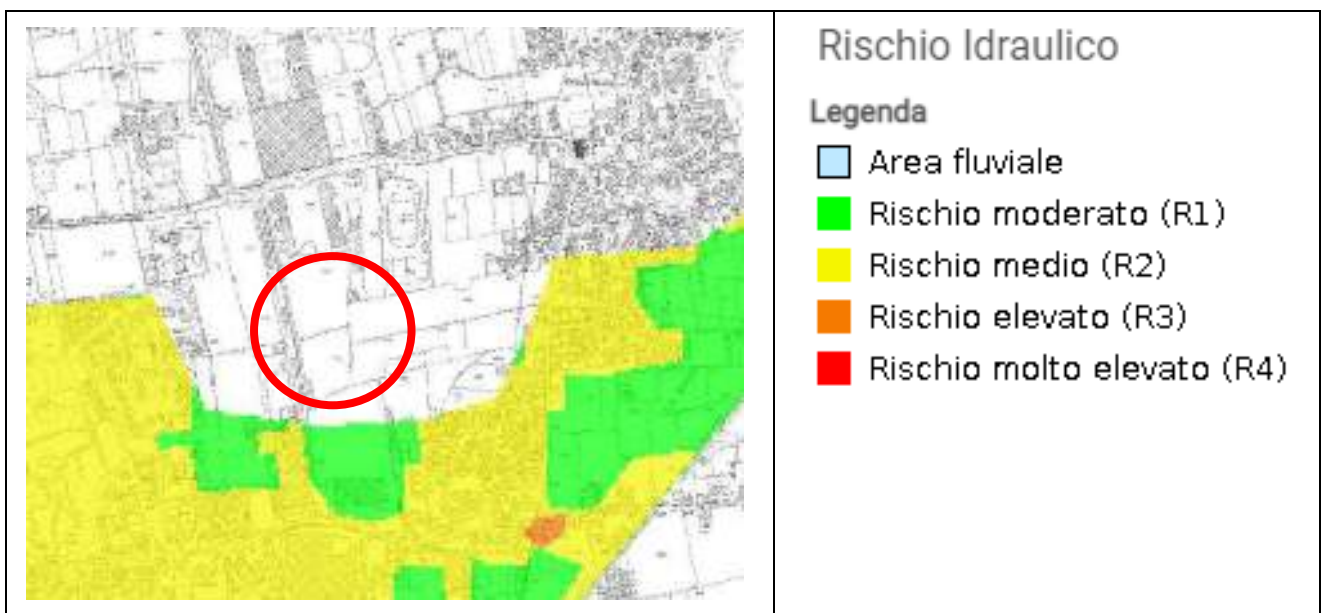 Rischio Idraulico
Legenda
Area fluviale
Rischio moderato (R1)
Rischio medio (R2)
Rischio elevato (R3)
Rischio molto elevato (R4)